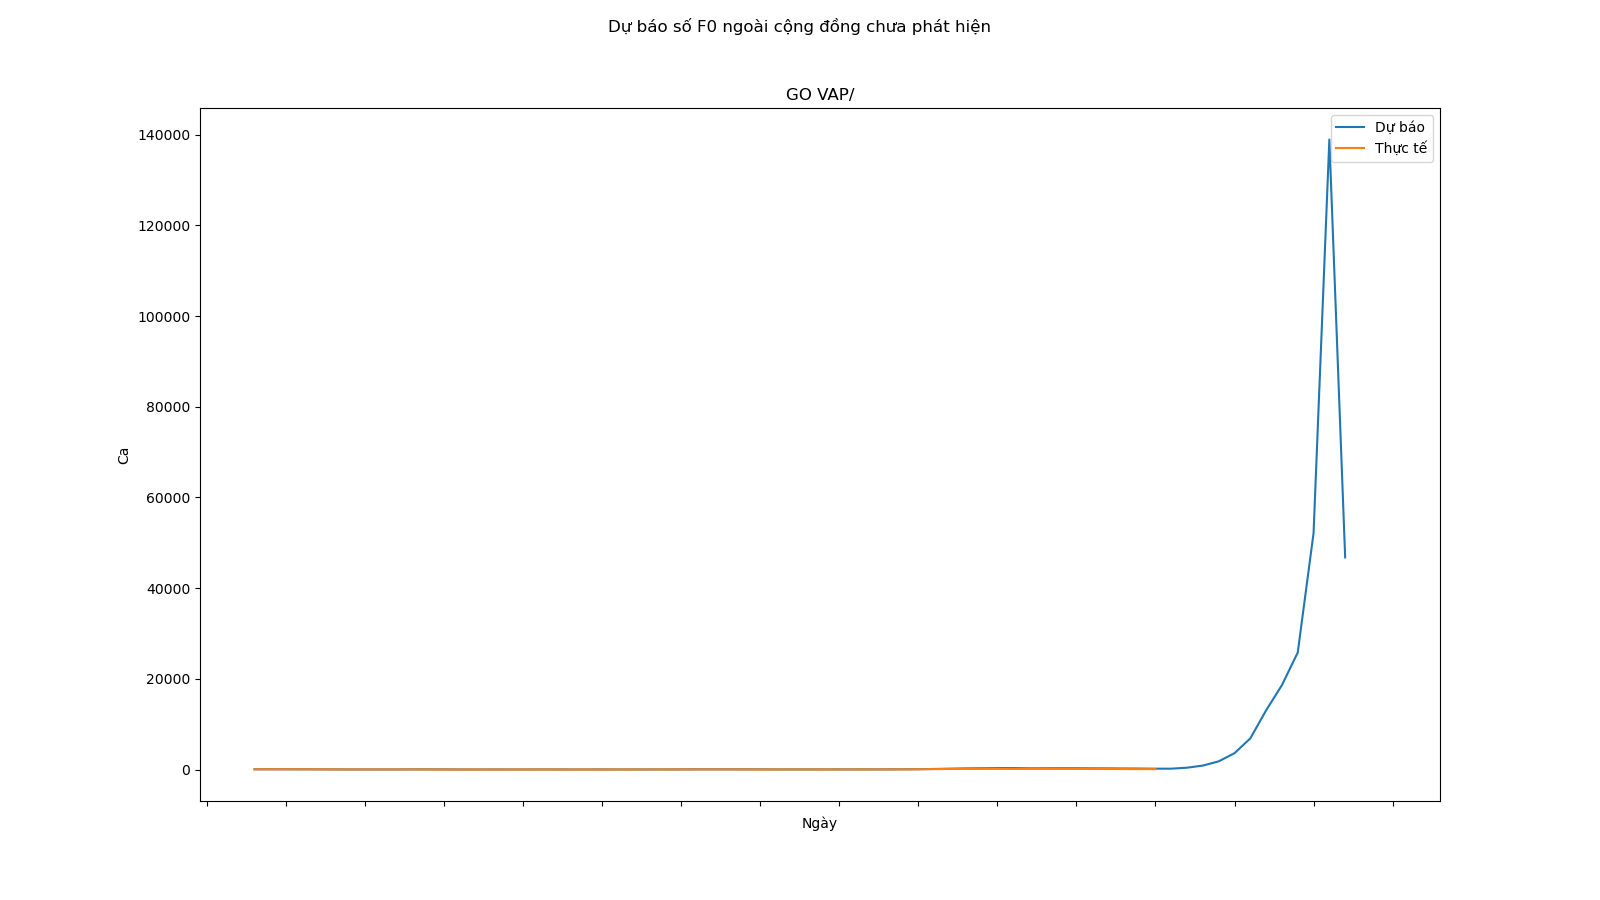 Dự báo số F0 ngoài cộng đồng chưa phát hiện
GO VAP/
140000
120000
100000
80000
60000
40000
20000
0
Ca
Dự báo
Thực tế
Ngày